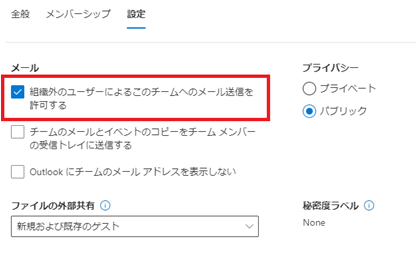 全般 メンバーシップ 設定
メール
組織外のユーザーによるこのチームへのメール送信を
許可する
チームのメールとイベントのコピーをチーム メンバー
の受信トレイに送信する
Outlook にチームのメール アドレスを表示しない
ファイルの外部共有
新規および既存のゲスト
プライバシー
プライベート
パブリック
秘密度ラベル
None